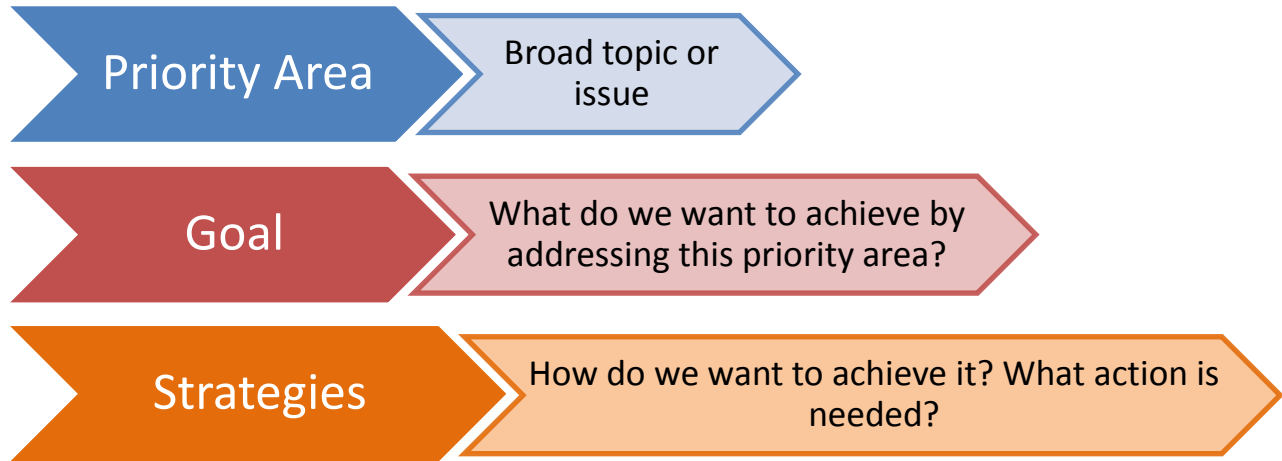 Priority Area
Broad topic or
issue
Goal
What do we want to achieve by
addressing this priority area?
Strategies
How do we want to achieve it? What action is
needed?